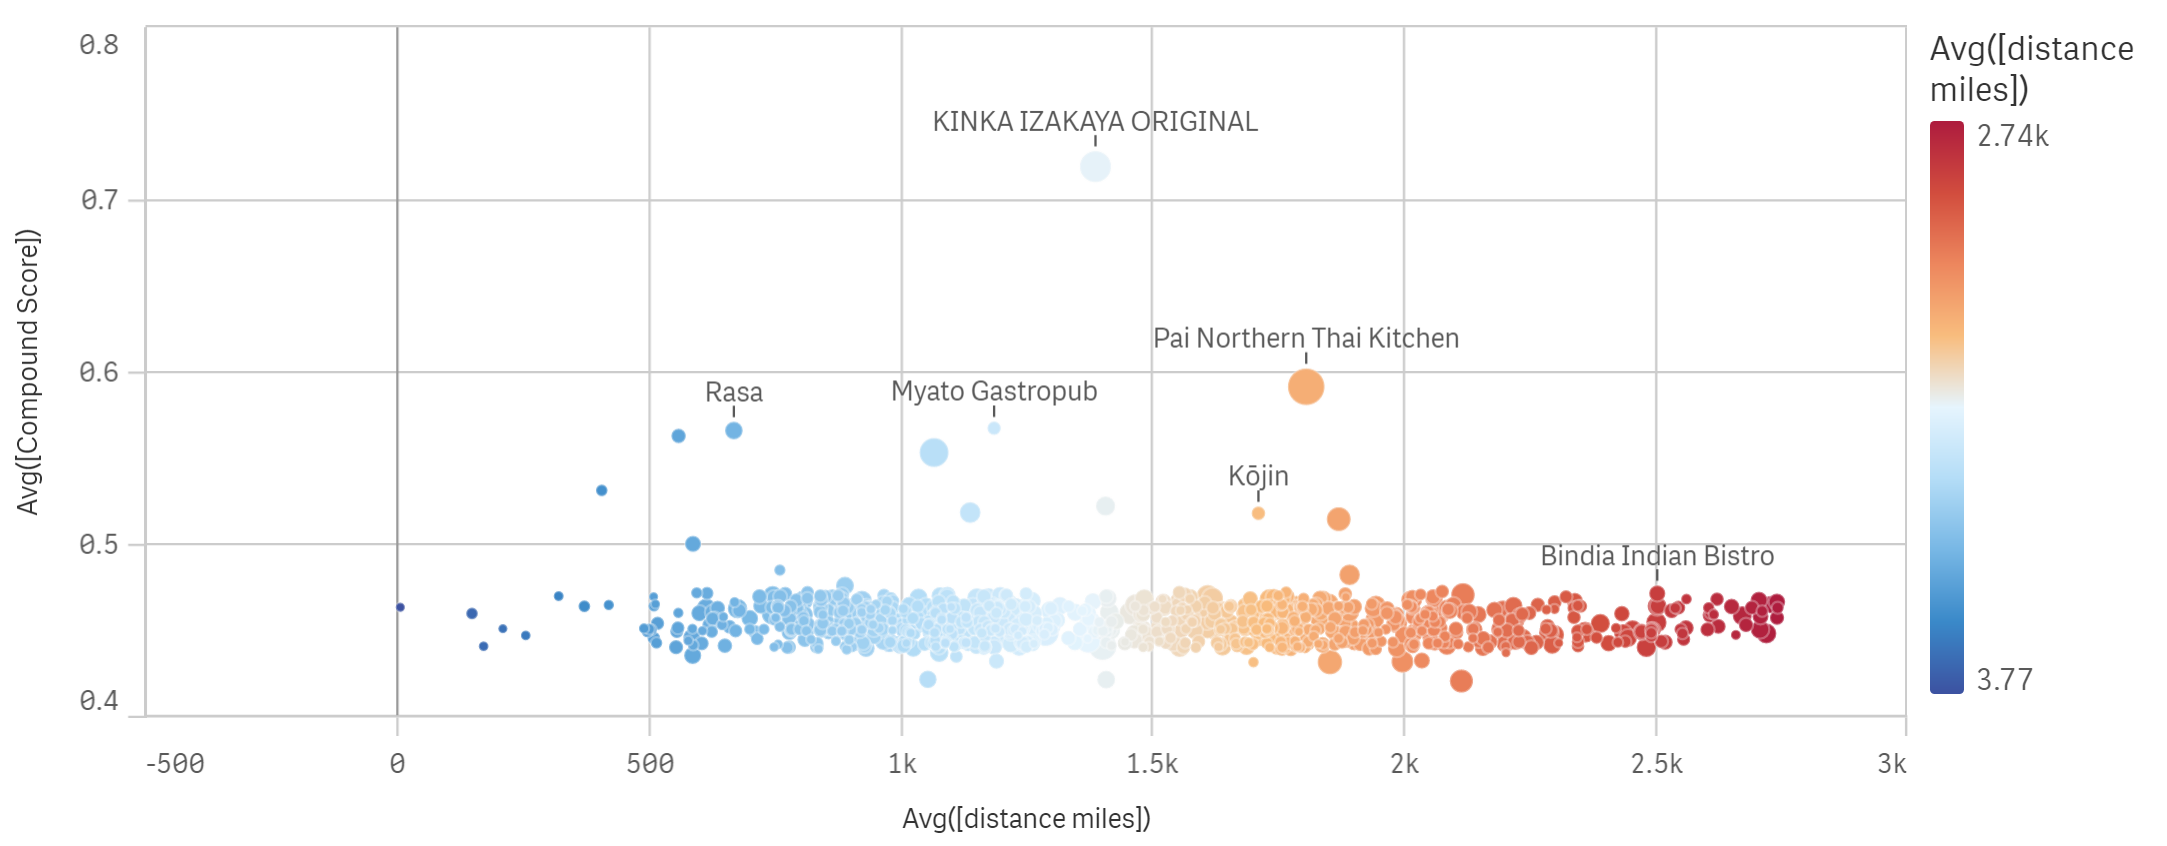 Avg([distance
miles])
2.74k
3.77
Avg([Compound Score])
0.8
0.7
0.6
0.5
0.4
KINKA IZAKAYA ORIGINAL
Pai Northern Thai Kitchen
Rasa
Myato Gastropub
Kōjin
Bindia Indian Bistro
-500
0
500
1k
1.5k
2k
2.5k
3k
Avg([distance miles])